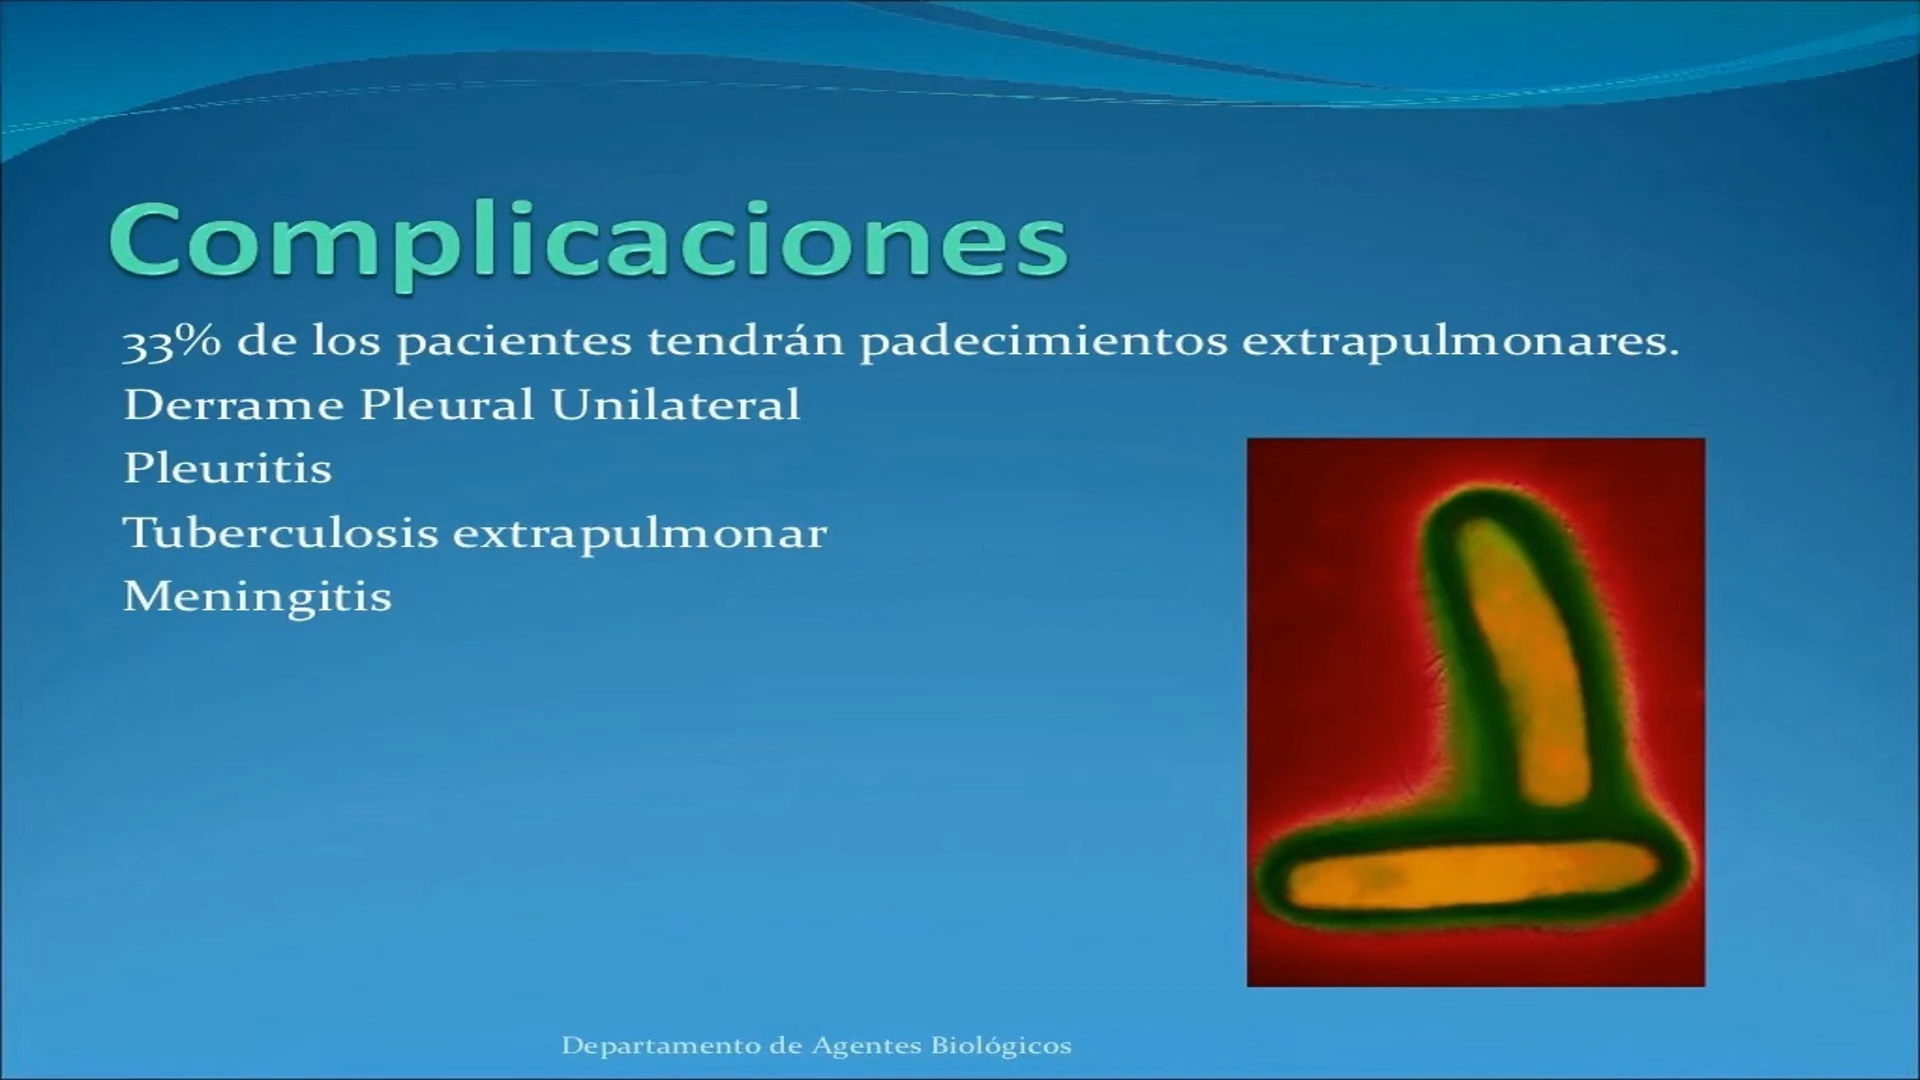 Complicaciones
33% de los pacientes tendrán padecimientos extrapulmonares.
Derrame Pleural Unilateral
Pleuritis
Tuberculosis extrapulmonar
Meningitis
Departamento de Agentes Biológicos